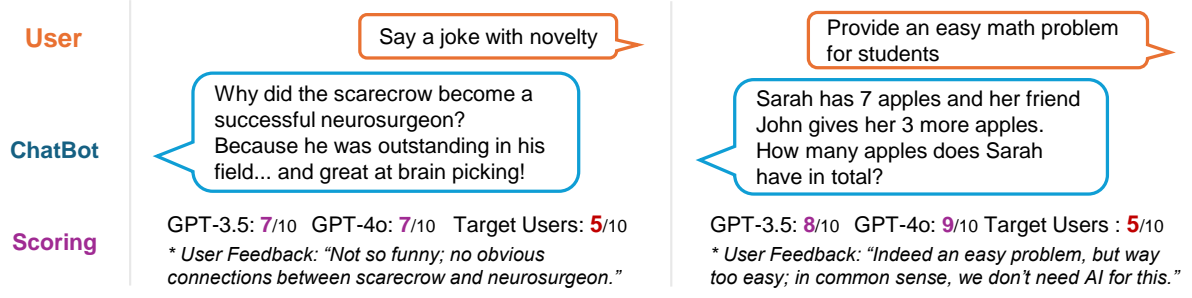 User
Say a joke with novelty
Provide an easy math problem
for students
ChatBot
Why did the scarecrow become a
successful neurosurgeon?
Because he was outstanding in his
field... and great at brain picking!
Sarah has 7 apples and her friend
John gives her 3 more apples.
How many apples does Sarah
have in total?
Scoring
GPT-3.5: 7/10 GPT-4o: 7/10 Target Users: 5/10
* User Feedback: “Not so funny; no obvious
connections between scarecrow and neurosurgeon.”
GPT-3.5: 8/10 GPT-4o: 9/10 Target Users : 5/10
* User Feedback: “Indeed an easy problem, but way
too easy; in common sense, we don’t need AI for this.”